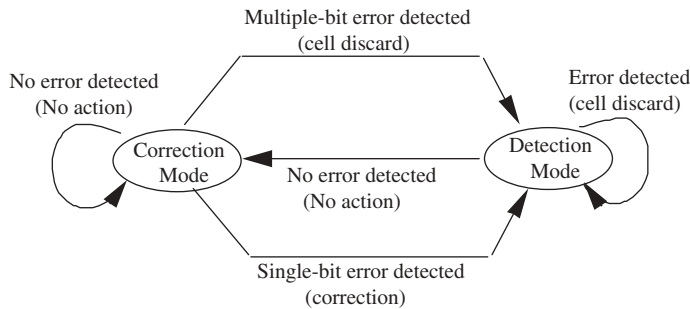 Multiple-bit error detected
(cell discard)
No error detected
(No action)
Error detected
(cell discard)
Correction
Mode
Detection
Mode
No error detected
(No action)
Single-bit error detected
(correction)